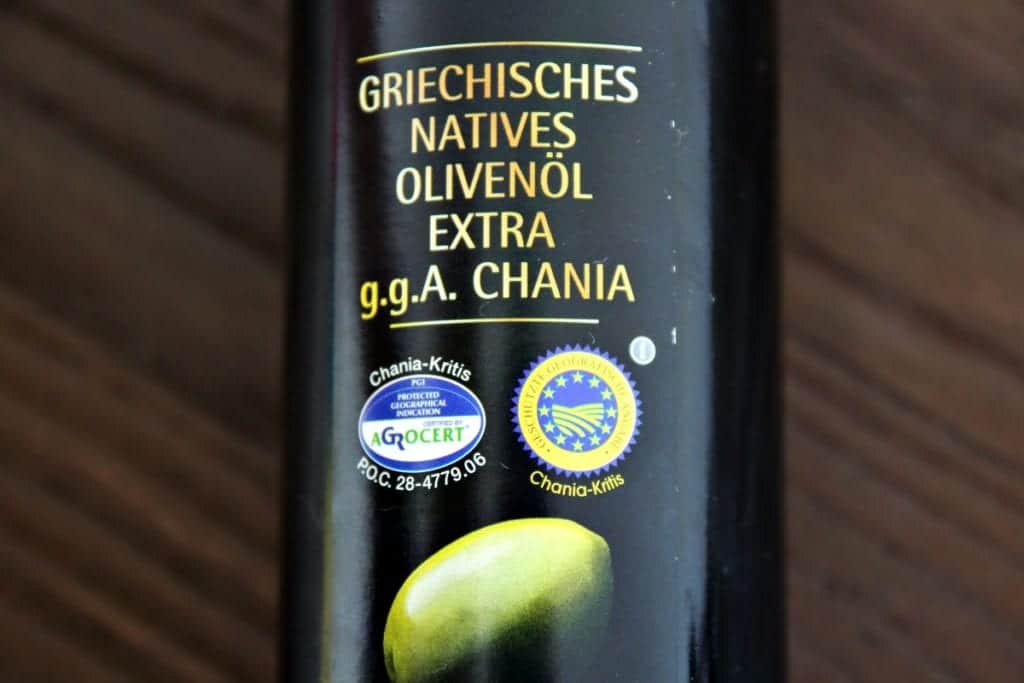 GRIECHISCHES
NATIVES
OLIVENÖL
EXTRA
g.g.A. CHANIA
Chania-Kritis
PGI
PROTECTED
GEOGRAPHICAL
INDICATION
CERTIFIED BY
AGROCERT
P.O.C. 28-4779.06
GESCHÜTZTE GEOGRAFISCHE ANGABE
Chania-Kritis